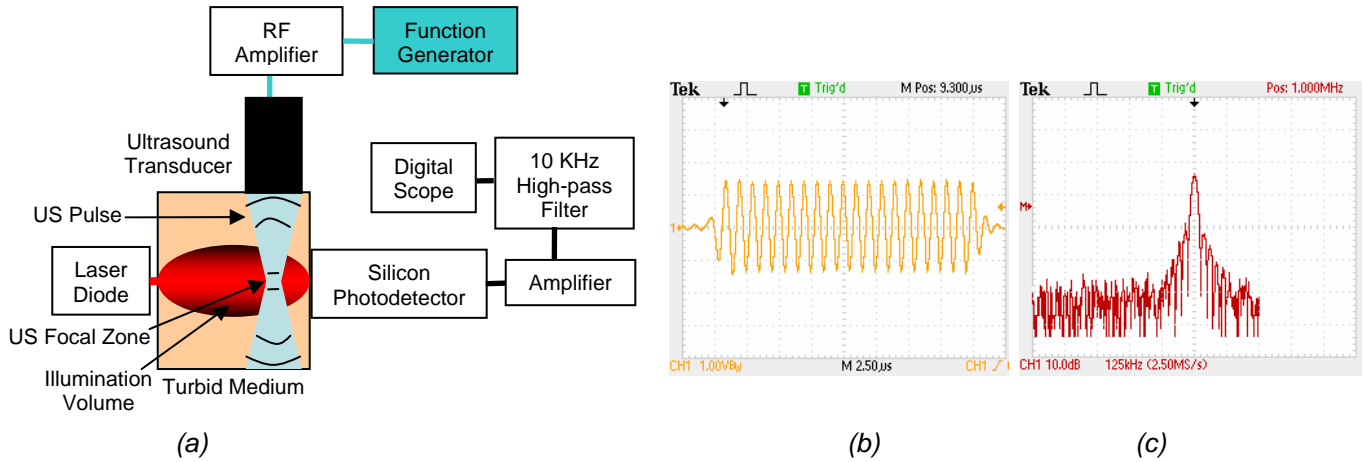 RF
Amplifier
Function
Generator
Ultrasound
Transducer
Digital
Scope
10 KHz
High-pass
Filter
US Pulse
Laser
Diode
Silicon
Photodetector
Amplifier
US Focal Zone
Illumination
Volume
Turbid Medium
(a)
Tek
T Trig'd
M Pos: 9.300µs
1
CH1 1.00VBw
M 2.50µs
CH1
(b)
Tek
T Trig'd
Pos: 1.000MHz
M
CH1 10.0dB
125kHz (2.50MS/s)
(c)